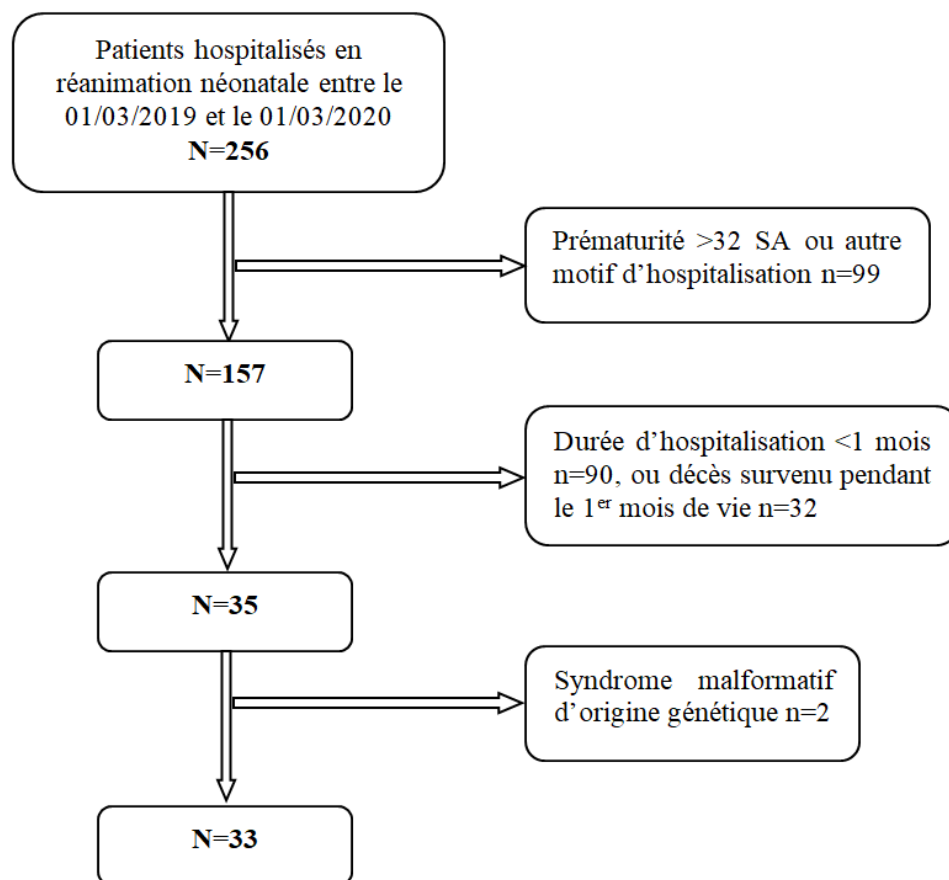 Patients hospitalisés en
réanimation néonatale entre le
01/03/2019 et le 01/03/2020
N=256
Prématurité >32 SA ou autre
motif d’hospitalisation n=99
N=157
Durée d’hospitalisation <1 mois
n=90, ou décès survenu pendant
le 1er mois de vie n=32
N=35
Syndrome malformatif
d’origine génétique n=2
N=33